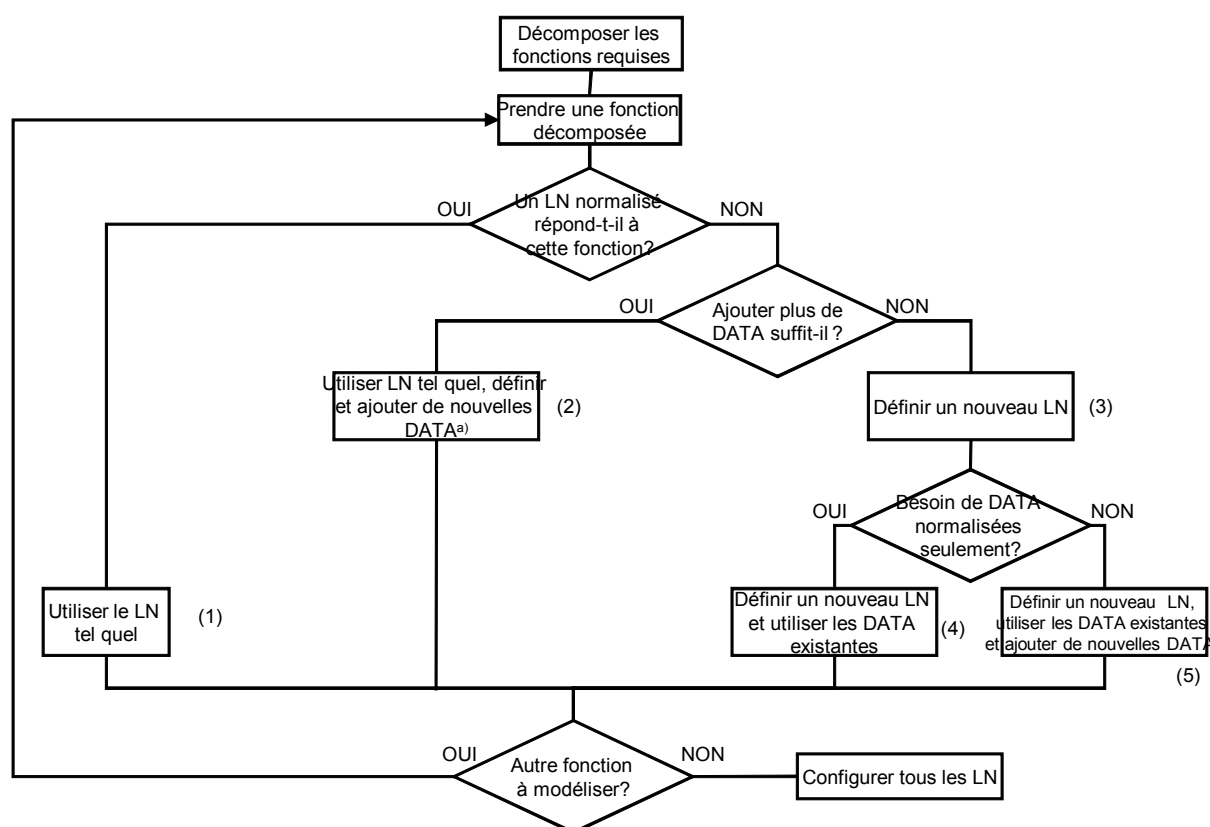 Décomposer les
fonctions requises
Prendre une fonction
décomposée
OUI
Un LN normalisé
répond-t-il à
cette fonction?
NON
OUI
Ajouter plus de
DATA suffit-il ?
NON
Utiliser LN tel quel, définir
et ajouter de nouvelles
DATAa)
(2)
Définir un nouveau LN
(3)
OUI
Besoin de DATA
normalisées
seulement?
NON
Utiliser le LN
tel quel
(1)
Définir un nouveau LN
et utiliser les DATA
existantes
(4)
Définir un nouveau LN,
utiliser les DATA existantes
et ajouter de nouvelles DATA
(5)
OUI
Autre fonction
à modéliser?
NON
Configurer tous les LN